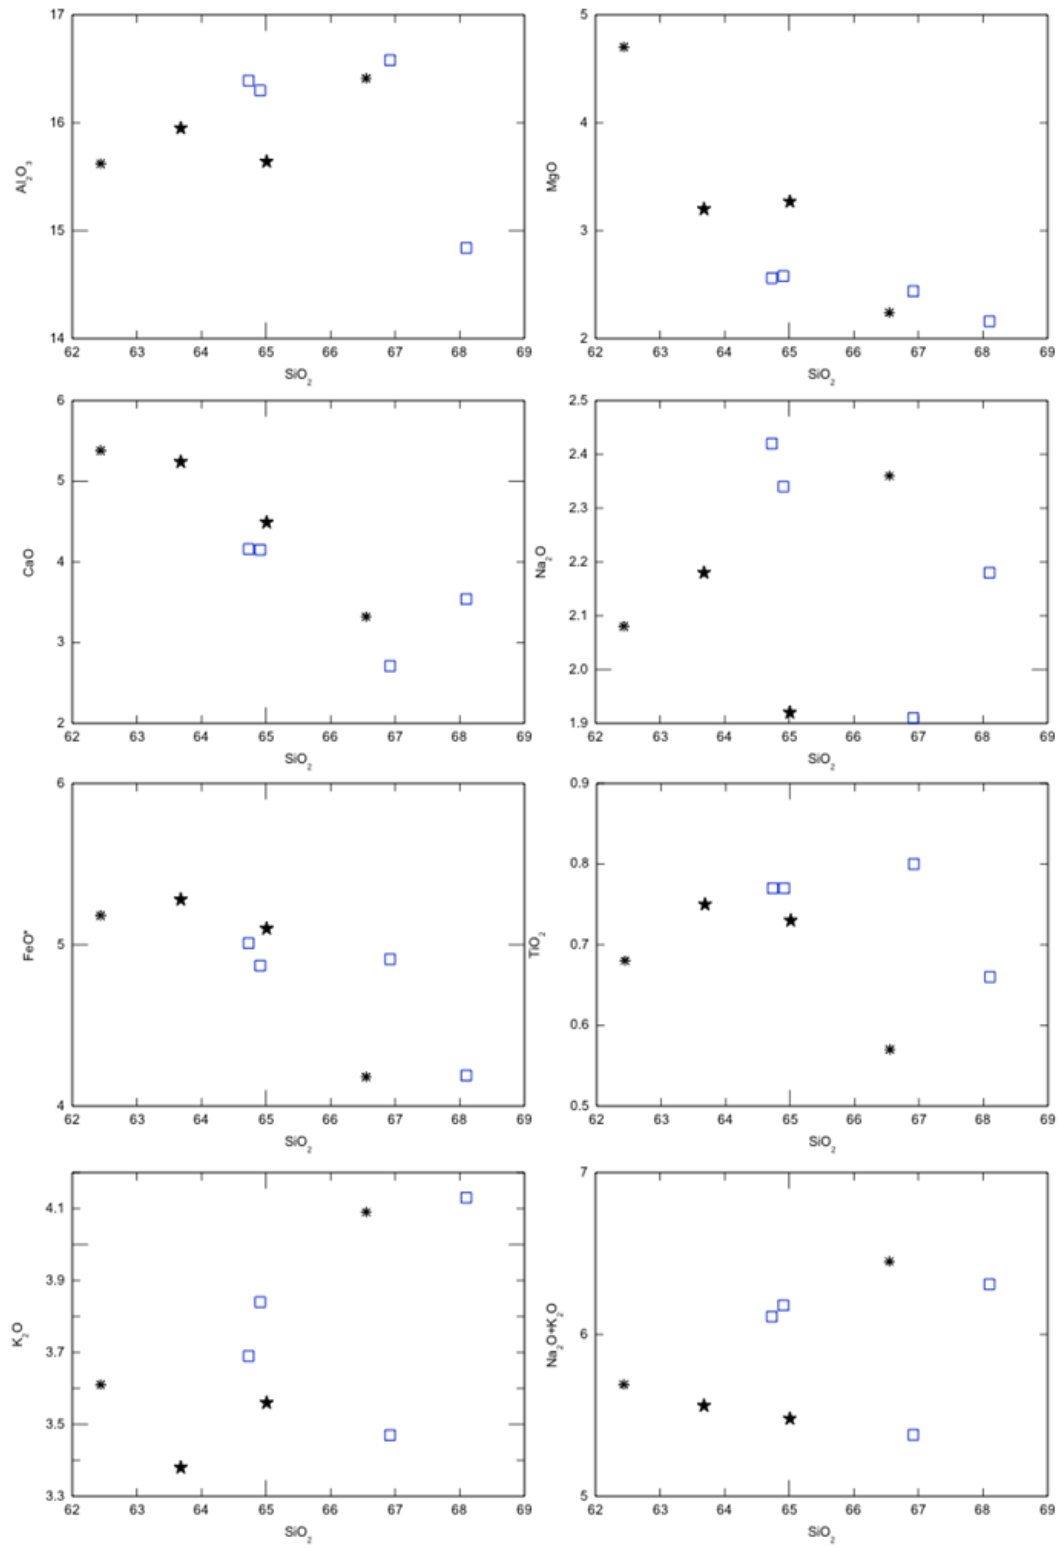 17
16
15
14
Al₂O₃
62 63 64 65 66 67 68 69
SiO₂
5
4
3
2
MgO
62 63 64 65 66 67 68 69
SiO₂
6
5
4
3
2
CaO
62 63 64 65 66 67 68 69
SiO₂
2.5
2.4
2.3
2.2
2.1
2.0
1.9
Na₂O
62 63 64 65 66 67 68 69
SiO₂
6
5
4
FeO*
62 63 64 65 66 67 68 69
SiO₂
0.9
0.8
0.7
0.6
0.5
TiO₂
62 63 64 65 66 67 68 69
SiO₂
4.1
3.9
3.7
3.5
3.3
K₂O
62 63 64 65 66 67 68 69
SiO₂
7
6
5
Na₂O+K₂O
62 63 64 65 66 67 68 69
SiO₂